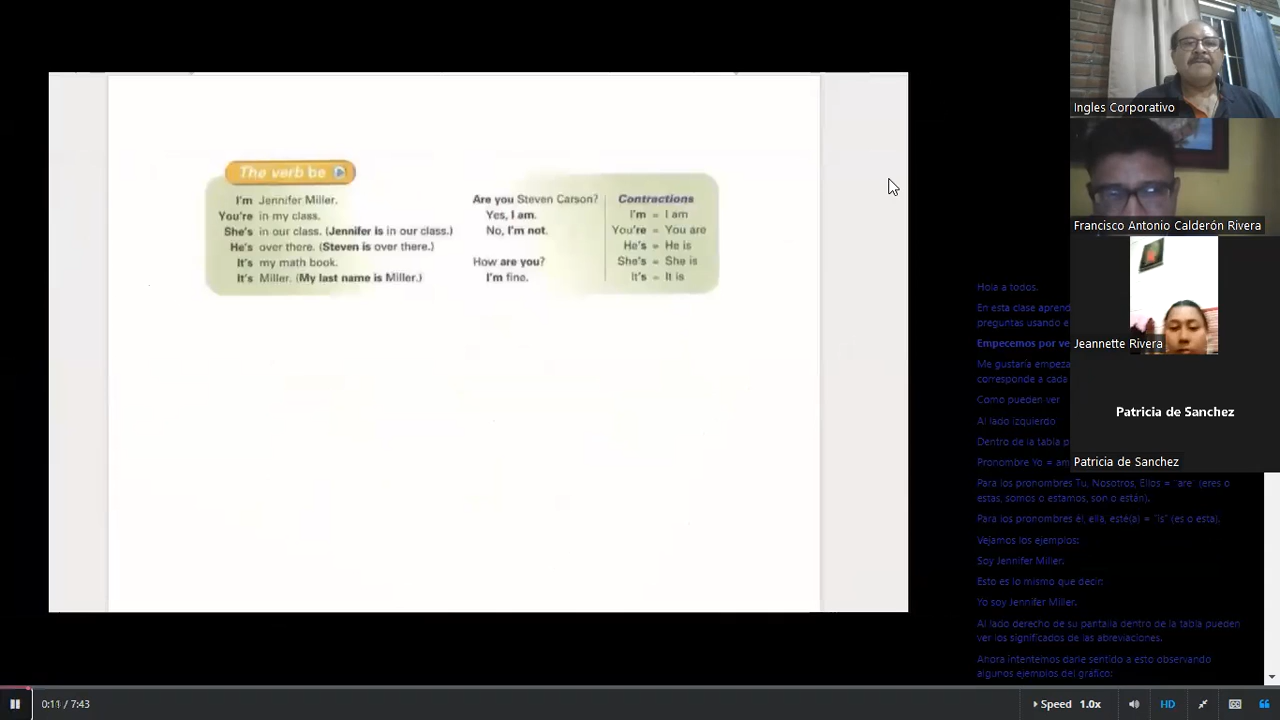 The verb be
I'm Jennifer Miller.
You're in my class.
She's in our class. (Jennifer is in our class.)
He's over there. (Steven is over there.)
It's my math book.
It's Miller. (My last name is Miller.)
Are you Steven Carson?
Yes, I am.
No, I'm not.
How are you?
I'm fine.
Contractions
I'm = I am
You're = You are
He's = He is
She's = She is
It's = It is
Ingles Corporativo
Francisco Antonio Calderón Rivera
Jeannette Rivera
Patricia de Sanchez
Patricia de Sanchez
Hola a todos.
En esta clase aprend
preguntas usando e
Empecemos por ve
Me gustaría empeza
corresponde a cada
Como pueden ver
Al lado izquierdo
Dentro de la tabla p
Pronombre Yo = am
Para los pronombres Tu, Nosotros, Ellos = "are" (eres o
estas, somos o estamos, son o están).
Para los pronombres él, ella, este(a) = "is" (es o esta).
Vejamos los ejemplos:
Soy Jennifer Miller.
Esto es lo mismo que decir:
Yo soy Jennifer Miller.
Al lado derecho de su pantalla dentro de la tabla pueden
ver los significados de las abreviaciones.
Ahora intentemos darle sentido a esto observando
algunos ejemplos del grafico:
0:11 / 7:43
Speed 1.0x
HD